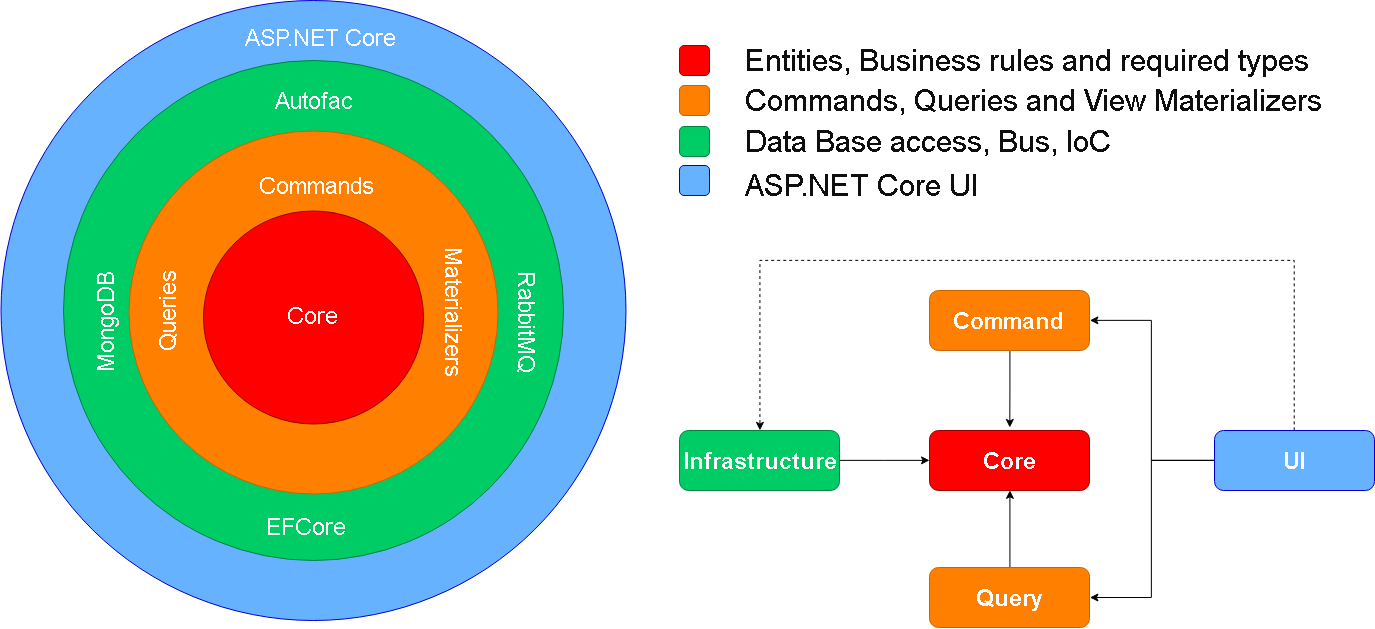 ASP.NET Core
Autofac
Commands
Queries
Materializers
MongoDB
RabbitMQ
Core
EFCore
Entities, Business rules and required types
Commands, Queries and View Materializers
Data Base access, Bus, IoC
ASP.NET Core UI
Command
Infrastructure
Core
UI
Query